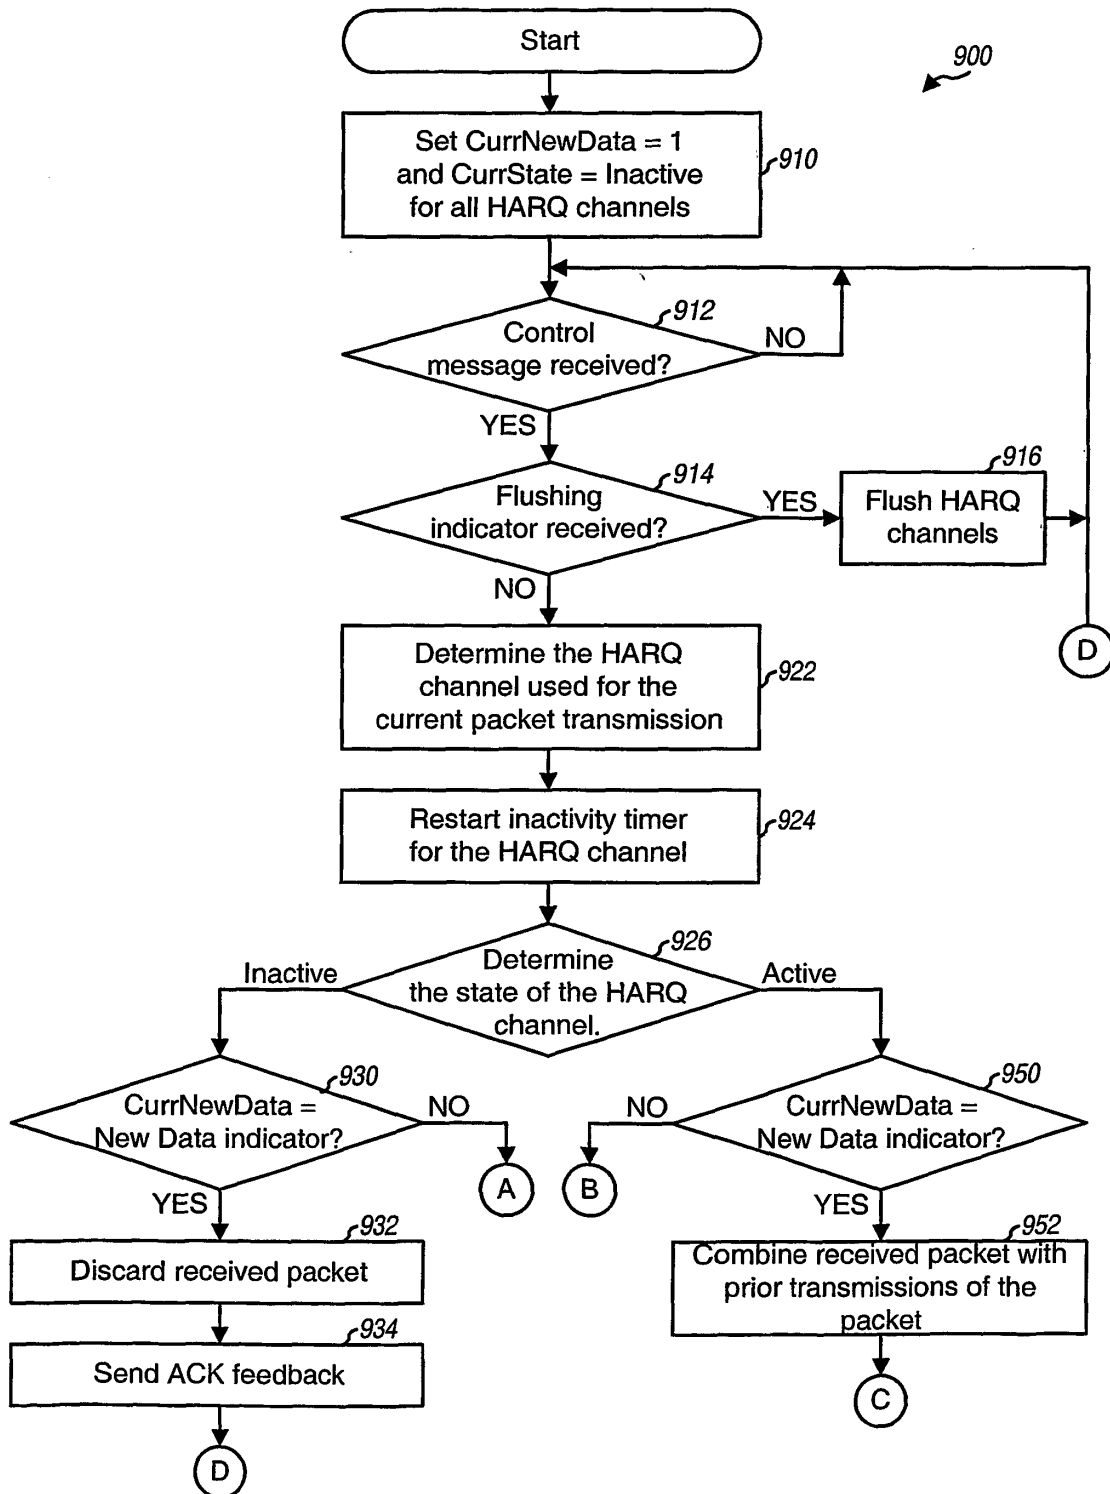 Start
900
Set CurrNewData = 1
and CurrState = Inactive
for all HARQ channels
910
912
Control
message received?
NO
YES
914
Flushing
indicator received?
YES
916
Flush HARQ
channels
NO
D
Determine the HARQ
channel used for the
current packet transmission
922
Restart inactivity timer
for the HARQ channel
924
926
Determine
the state of the HARQ
channel.
Inactive
Active
930
CurrNewData =
New Data indicator?
NO
A
950
CurrNewData =
New Data indicator?
NO
B
YES
YES
932
Discard received packet
952
Combine received packet with
prior transmissions of the
packet
934
Send ACK feedback
C
D